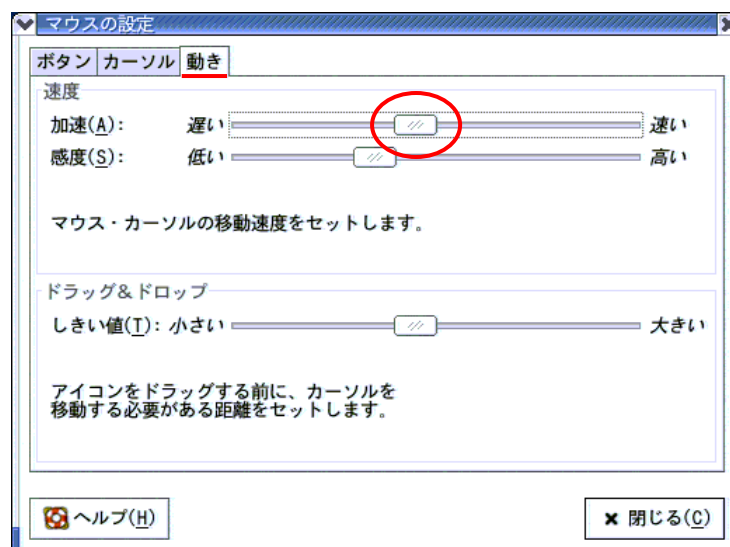 マウスの設定
ボタン カーソル 動き
速度
加速(A): 遅い 速い
感度(S): 低い 高い
マウス・カーソルの移動速度をセットします。
ドラッグ&ドロップ
しきい値(T): 小さい 大きい
アイコンをドラッグする前に、カーソルを
移動する必要がある距離をセットします。
ヘルプ(H) 閉じる(C)